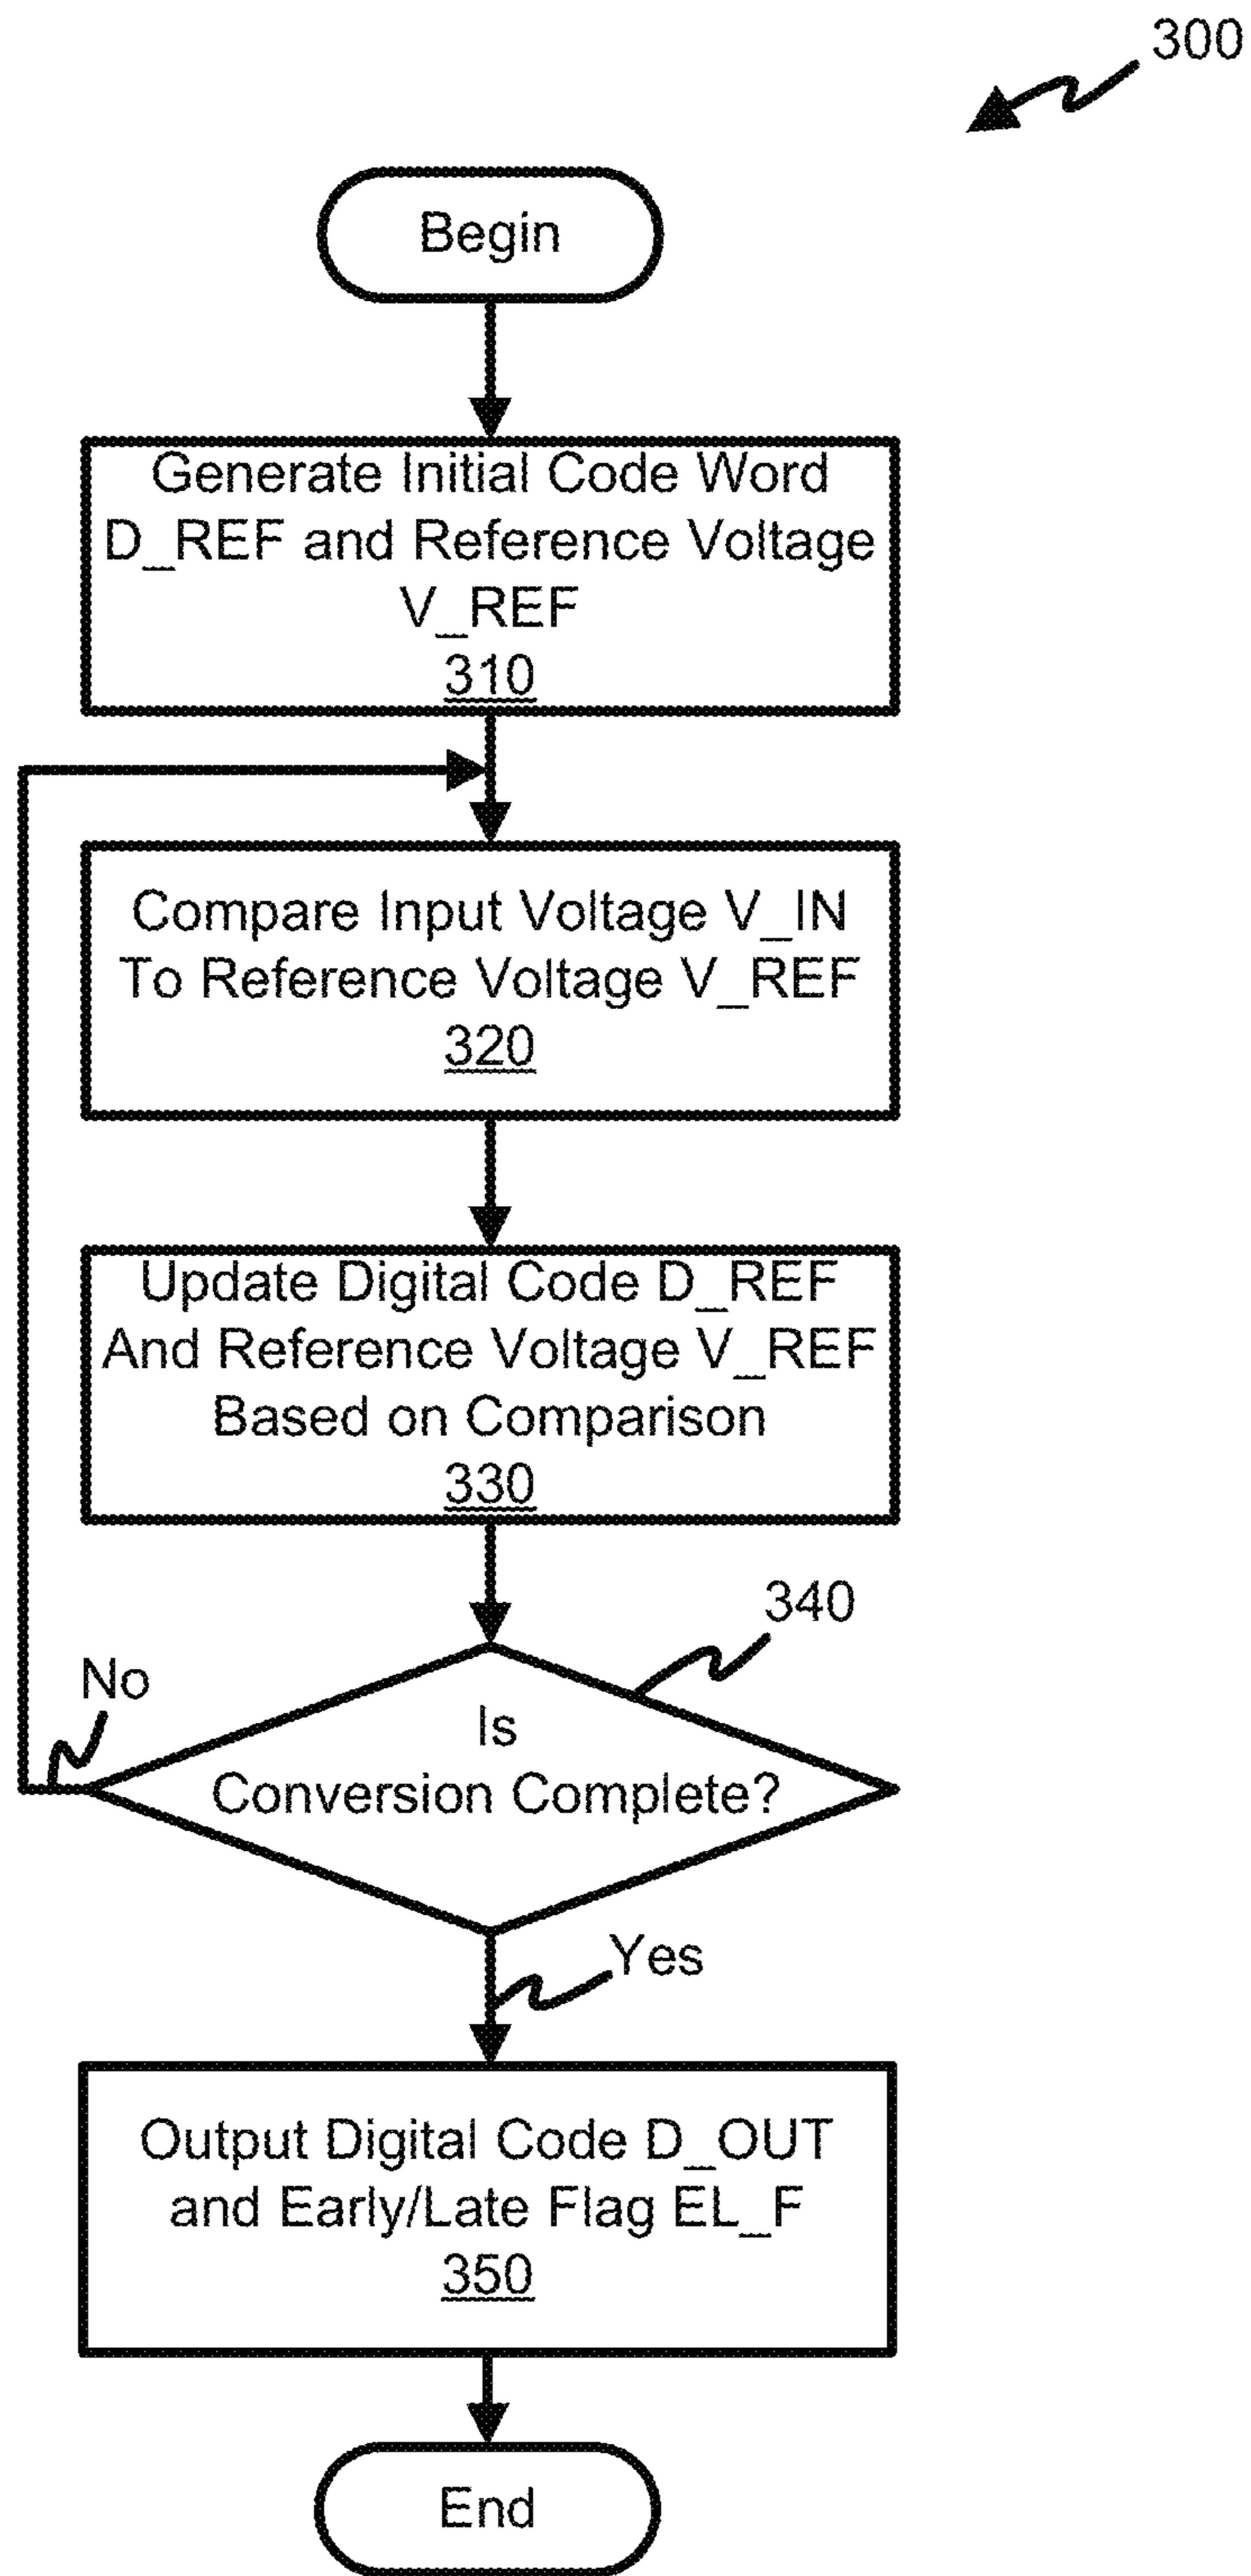 300
Begin
Generate Initial Code Word
D_REF and Reference Voltage
V_REF
310
Compare Input Voltage V_IN
To Reference Voltage V_REF
320
Update Digital Code D_REF
And Reference Voltage V_REF
Based on Comparison
330
340
No
Is
Conversion Complete?
Yes
Output Digital Code D_OUT
and Early/Late Flag EL_F
350
End